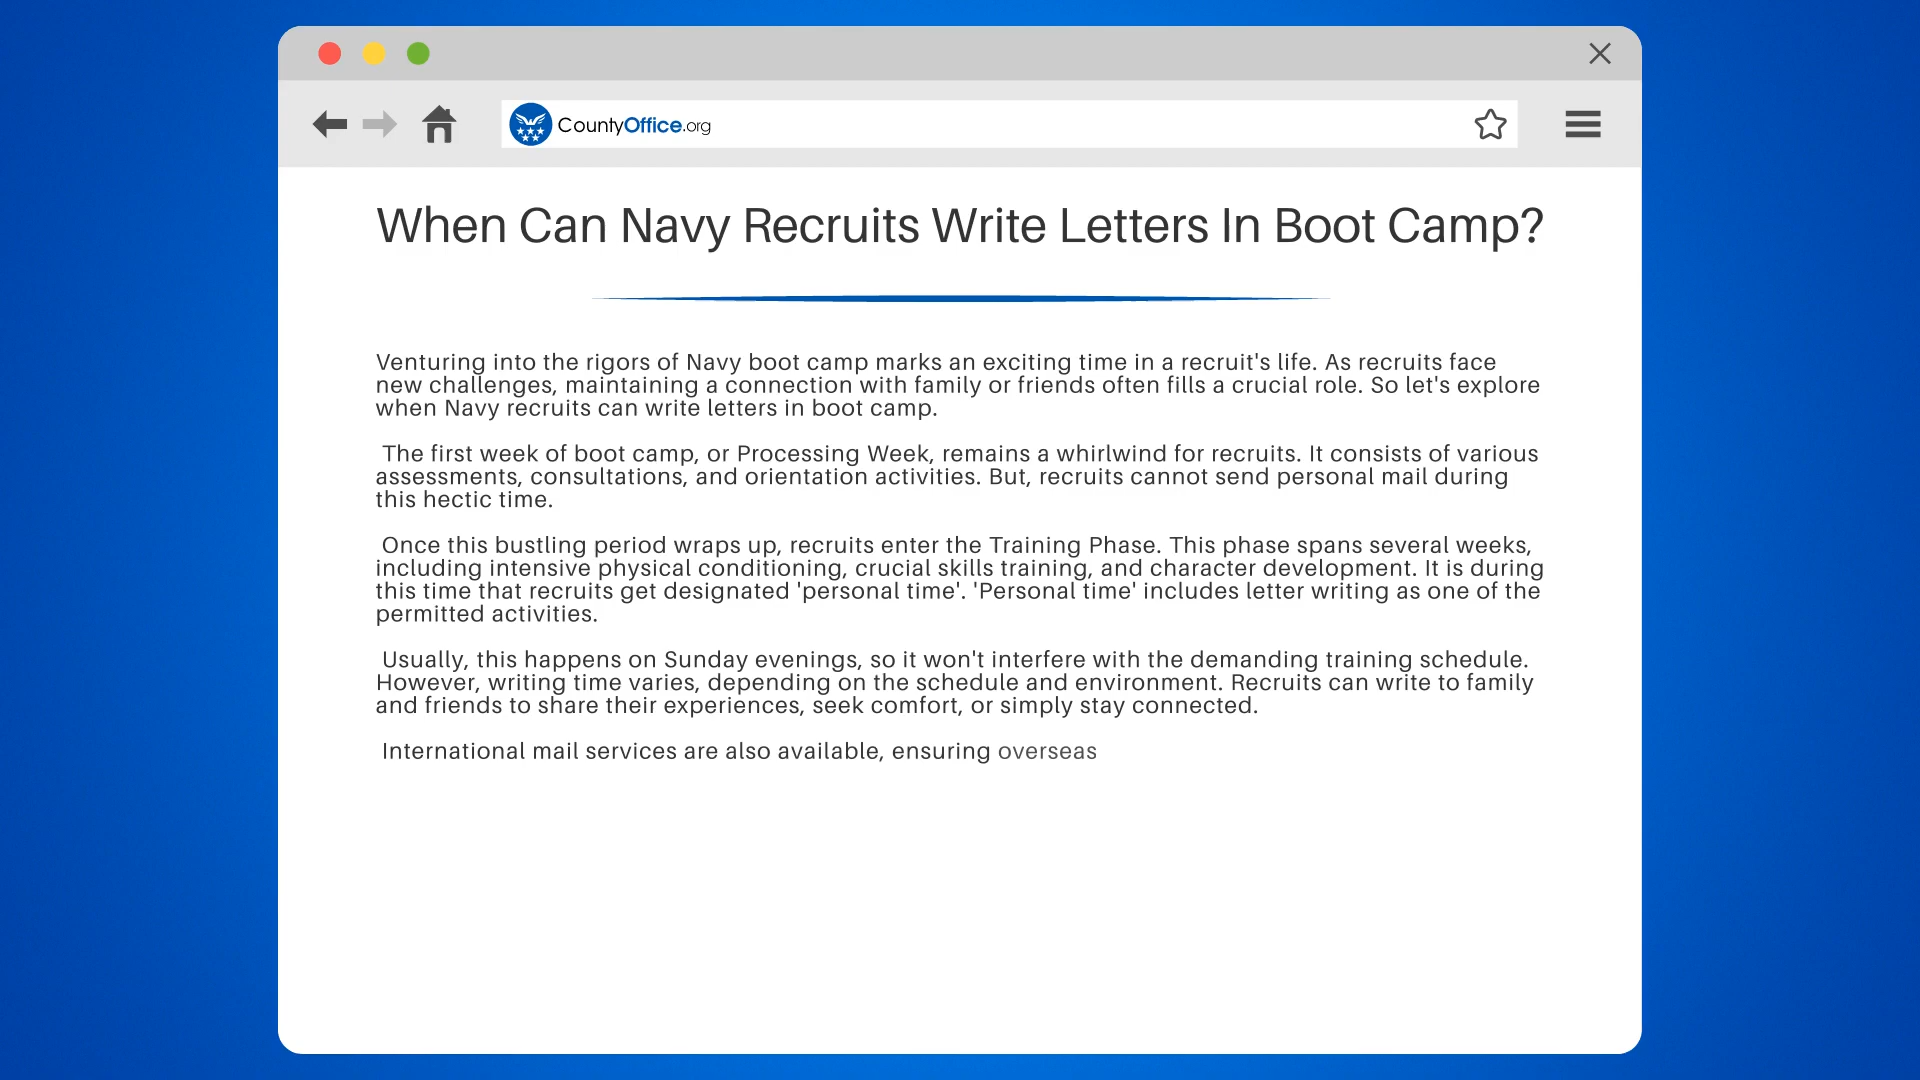 CountyOffice.org
When Can Navy Recruits Write Letters In Boot Camp?
Venturing into the rigors of Navy boot camp marks an exciting time in a recruit's life. As recruits face
new challenges, maintaining a connection with family or friends often fills a crucial role. So let's explore
when Navy recruits can write letters in boot camp.
The first week of boot camp, or Processing Week, remains a whirlwind for recruits. It consists of various
assessments, consultations, and orientation activities. But, recruits cannot send personal mail during
this hectic time.
Once this bustling period wraps up, recruits enter the Training Phase. This phase spans several weeks,
including intensive physical conditioning, crucial skills training, and character development. It is during
this time that recruits get designated 'personal time'. 'Personal time' includes letter writing as one of the
permitted activities.
Usually, this happens on Sunday evenings, so it won't interfere with the demanding training schedule.
However, writing time varies, depending on the schedule and environment. Recruits can write to family
and friends to share their experiences, seek comfort, or simply stay connected.
International mail services are also available, ensuring overseas